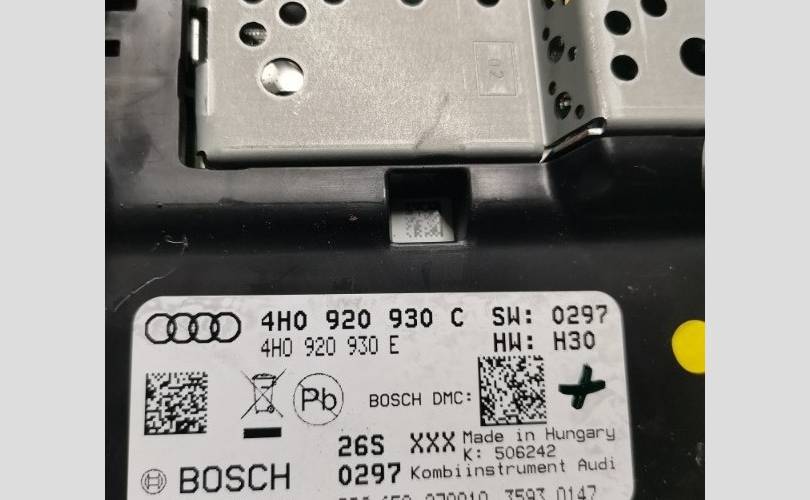 02
4H0 920 930 C SW: 0297
4H0 920 930 E HW: H30
Pb BOSCH DMC:
26S XXX Made in Hungary
K: 506242
BOSCH 0297 Kombiinstrument Audi